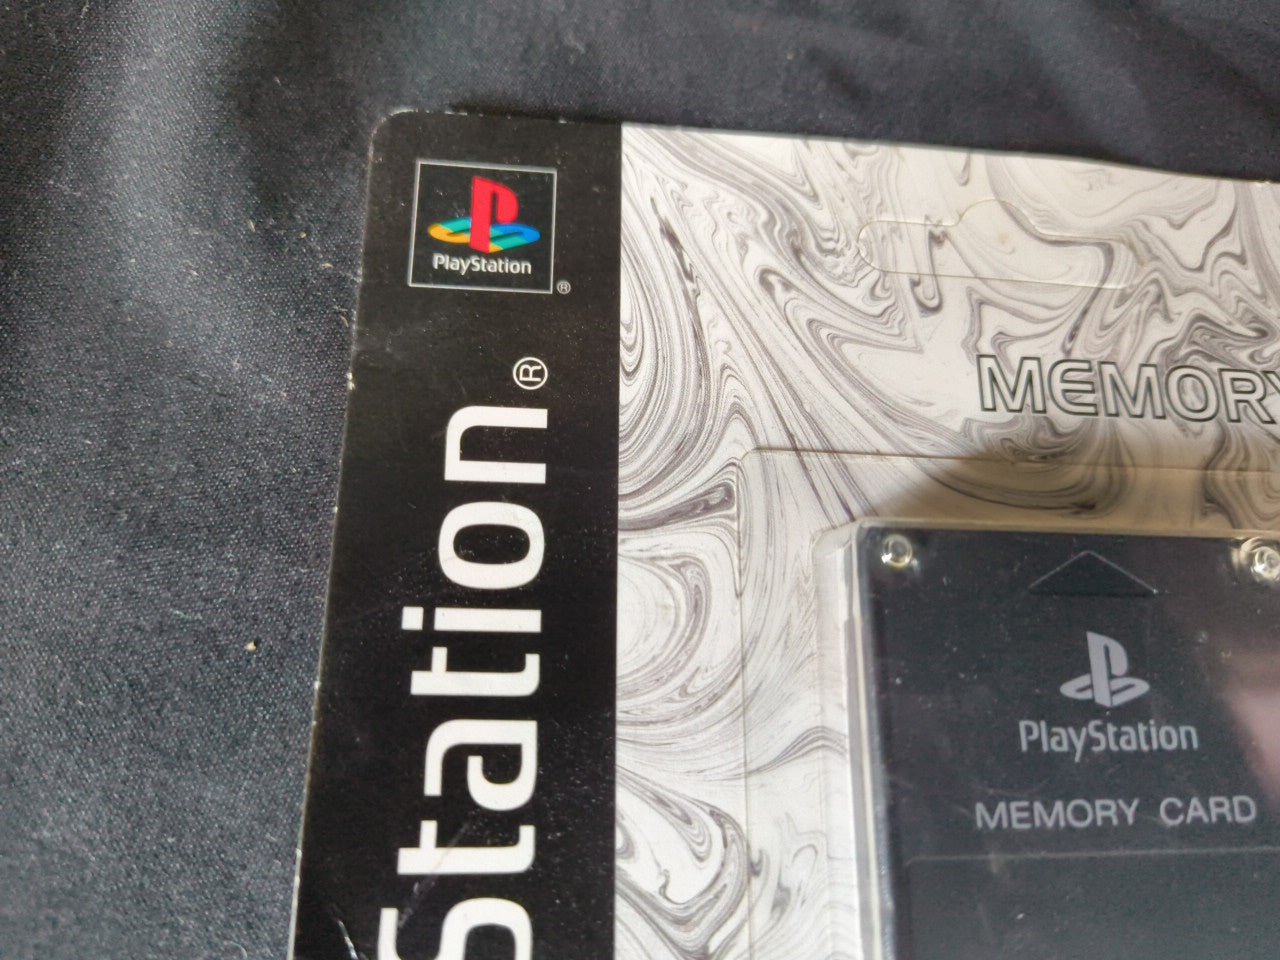 PlayStation
®
Station®
MEMORY
PlayStation
MEMORY CARD